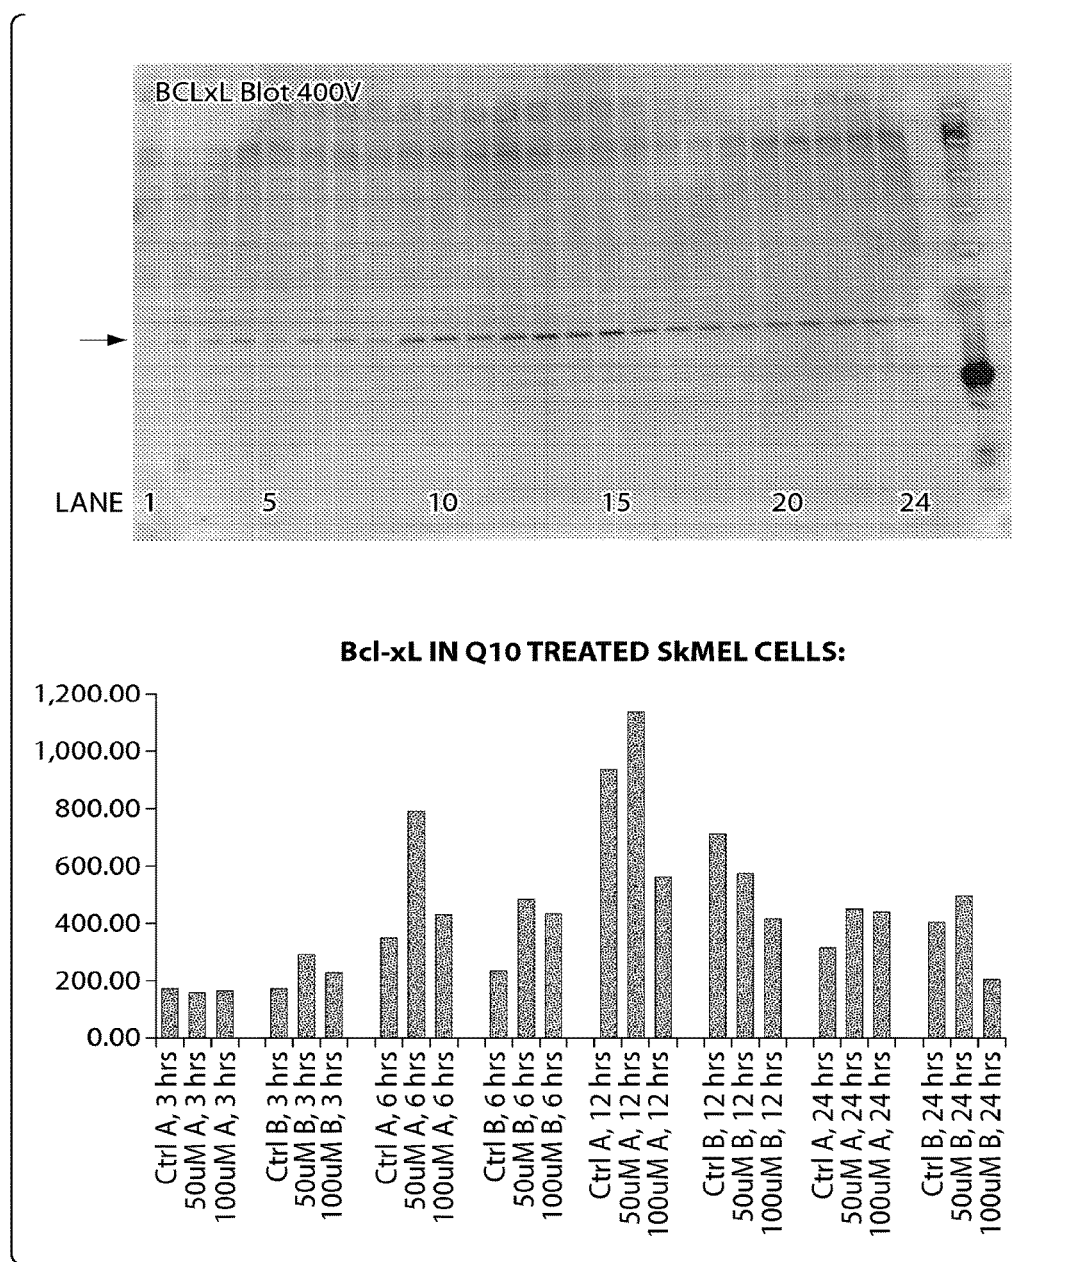 BCLxL Blot 400V
LANE 1 5 10 15 20 24
Bcl-xL IN Q10 TREATED SkMEL CELLS:
1,200.00
1,000.00
800.00
600.00
400.00
200.00
0.00
Ctrl A, 3 hrs
50uM A, 3 hrs
100uM A, 3 hrs
Ctrl B, 3 hrs
50uM B, 3 hrs
100uM B, 3 hrs
Ctrl A, 6 hrs
50uM A, 6 hrs
100uM A, 6 hrs
Ctrl B, 6 hrs
50uM B, 6 hrs
100uM B, 6 hrs
Ctrl A, 12 hrs
50uM A, 12 hrs
100uM A, 12 hrs
Ctrl B, 12 hrs
50uM B, 12 hrs
100uM B, 12 hrs
Ctrl A, 24 hrs
50uM A, 24 hrs
100uM A, 24 hrs
Ctrl B, 24 hrs
50uM B, 24 hrs
100uM B, 24 hrs